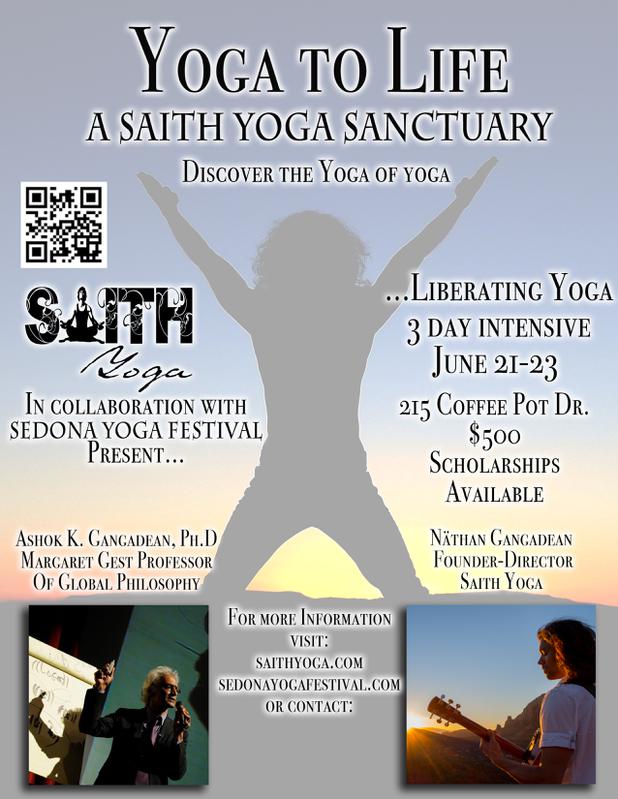 Yoga to Life
A Saith Yoga Sanctuary
Discover the Yoga of yoga
SAITH
Yoga
In collaboration with
Sedona Yoga Festival
Present...
...Liberating Yoga
3 day intensive
June 21-23
215 Coffee Pot Dr.
$500
Scholarships
Available
Ashok K. Gangadean, Ph.D
Margaret Gest Professor
Of Global Philosophy
Näthan Gangadean
Founder-Director
Saith Yoga
For more Information
visit:
saithyoga.com
sedonayogafestival.com
or contact: